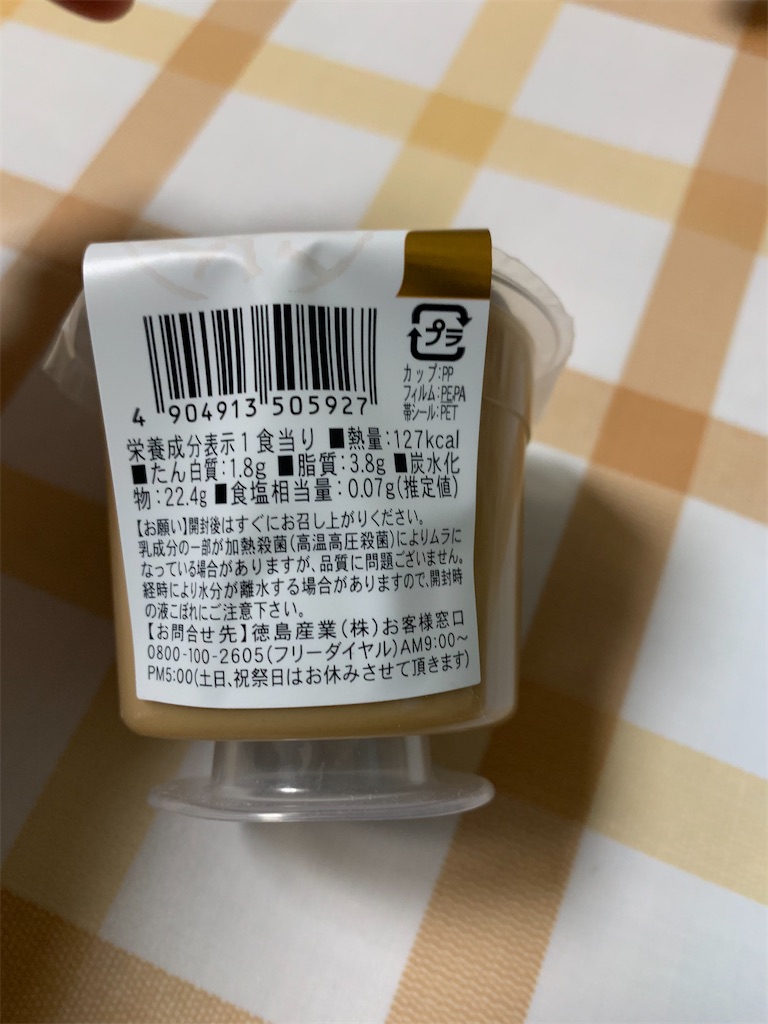 プラ
カップ:PP
フィルム:PE,PA
帯シール:PET
4 904913 505927
栄養成分表示1食当り ■熱量:127kcal
■たん白質:1.8g ■脂質:3.8g ■炭水化
物:22.4g ■食塩相当量:0.07g(推定値)
【お願い】開封後はすぐにお召し上がりください。
乳成分の一部が加熱殺菌(高温高圧殺菌)によりムラに
なっている場合がありますが、品質に問題ございません。
経時により水分が離水する場合がありますので、開封時
の液こぼれにご注意下さい。
【お問合せ先】徳島産業(株)お客様窓口
0800-100-2605(フリーダイヤル)AM9:00〜
PM5:00(土日、祝祭日はお休みさせて頂きます)